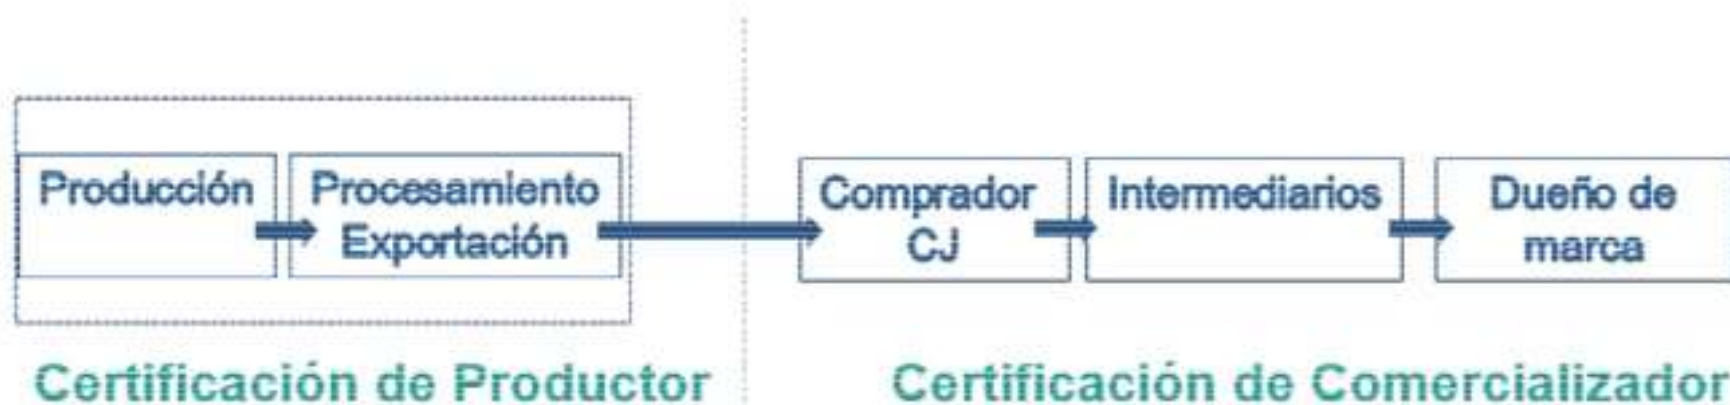 Producción
Procesamiento
Exportación
Comprador
CJ
Intermediarios
Dueño de
marca
Certificación de Productor
Certificación de Comercializador